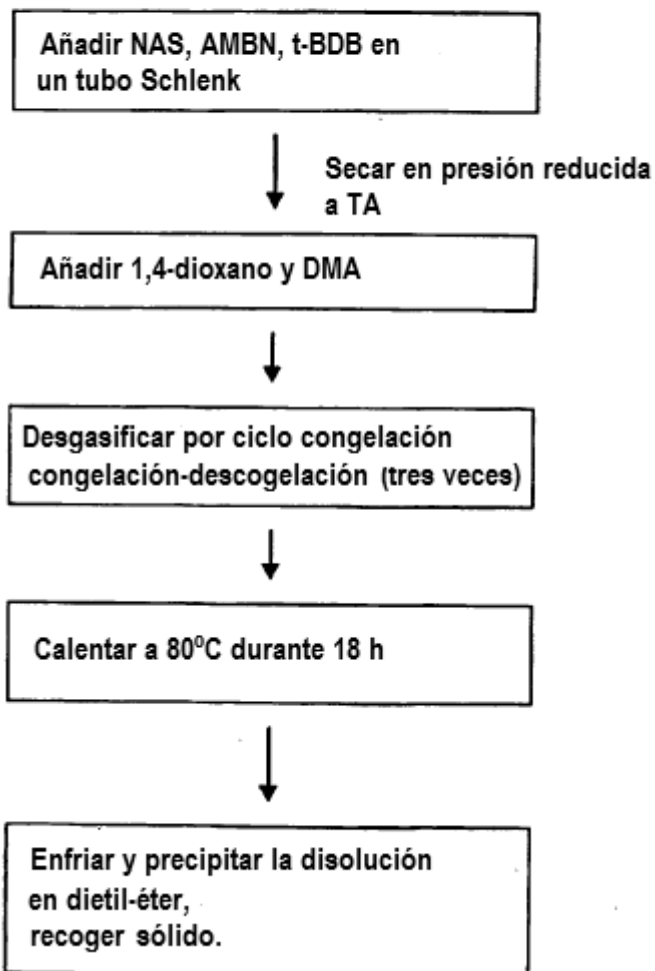 Añadir NAS, AMBN, t-BDB en
un tubo Schlenk
Secar en presión reducida
a TA
Añadir 1,4-dioxano y DMA
Desgasificar por ciclo congelación
congelación-descogelación (tres veces)
Calentar a 80⁰C durante 18 h
Enfriar y precipitar la disolución
en dietil-éter,
recoger sólido.